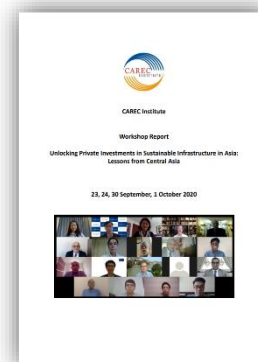 CAREC
INSTITUTE
CAREC Institute
Workshop Report
Unlocking Private Investments in Sustainable Infrastructure in Asia:
Lessons from Central Asia
23, 24, 30 September, 1 October 2020